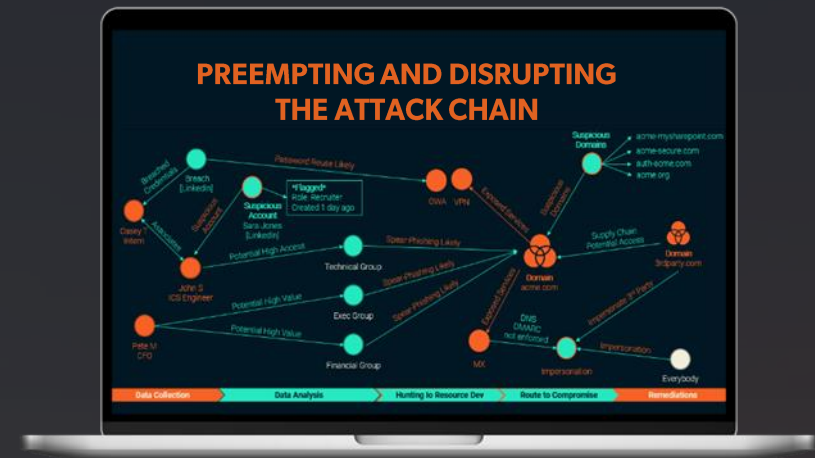 PREEMPTING AND DISRUPTING
THE ATTACK CHAIN
Suspicious
Domains
acme-mysharepoint.com
acme-secure.com
auth-acme.com
acme.org
Breached
Credentials
Breach
[LinkedIn]
Password Reuse Likely
OWA
VPN
Suspicious
Account
Suspicious
Account
Sara Jones
[LinkedIn]
*Flagged*
Role: Recruiter
Created 1 day ago
Exposed Services
Suspicious
Domains
Casey T
Intern
Associates
John S
ICS Engineer
Potential High Access
Technical Group
Spear Phishing Likely
Supply Chain
Potential Access
Domain
3rdparty.com
Domain
acme.com
Potential High Value
Exec Group
Spear Phishing Likely
Spear Phishing Likely
Exposed Services
Impersonate 3rd Party
Pete M
CFO
Potential High Value
Financial Group
MX
DNS
DMARC
not enforced
Impersonation
Impersonation
Everybody
Data Collection
Data Analysis
Hunting to Resource Dev
Route to Compromise
Remediations